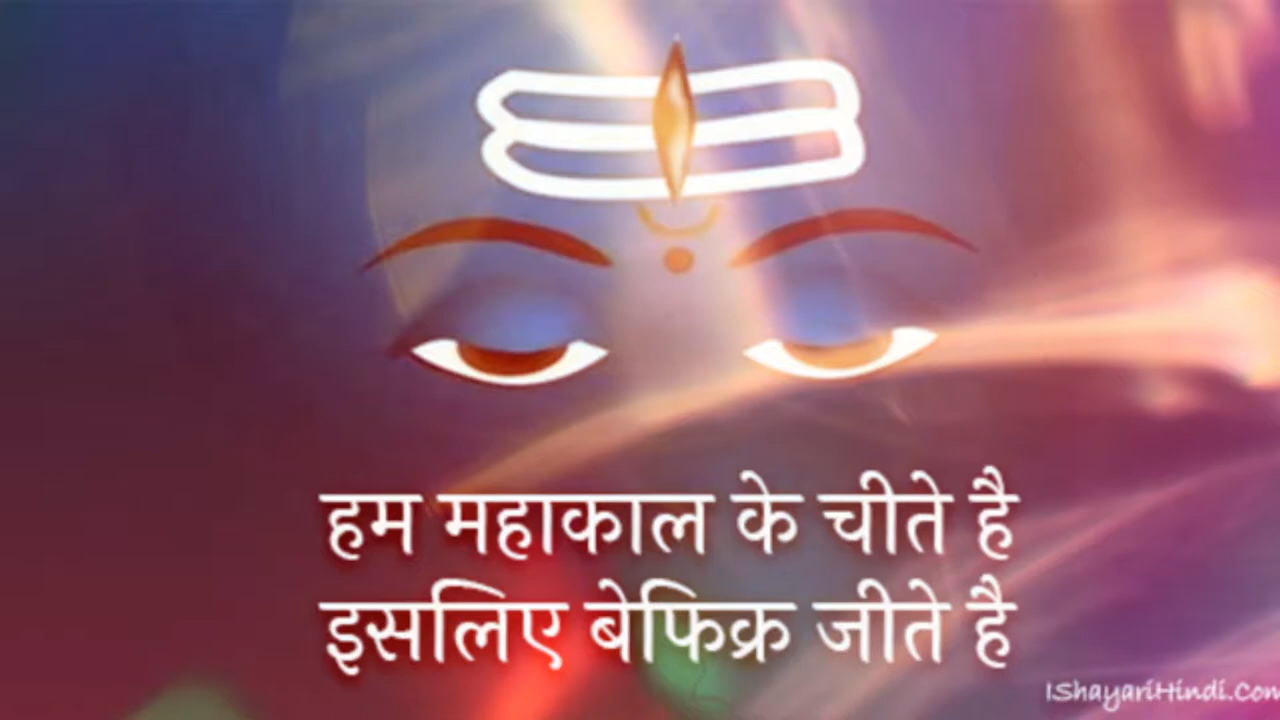 हम महाकाल के चीते है
इसलिए बेफिक्र जीते है
IShayariHindi.Com